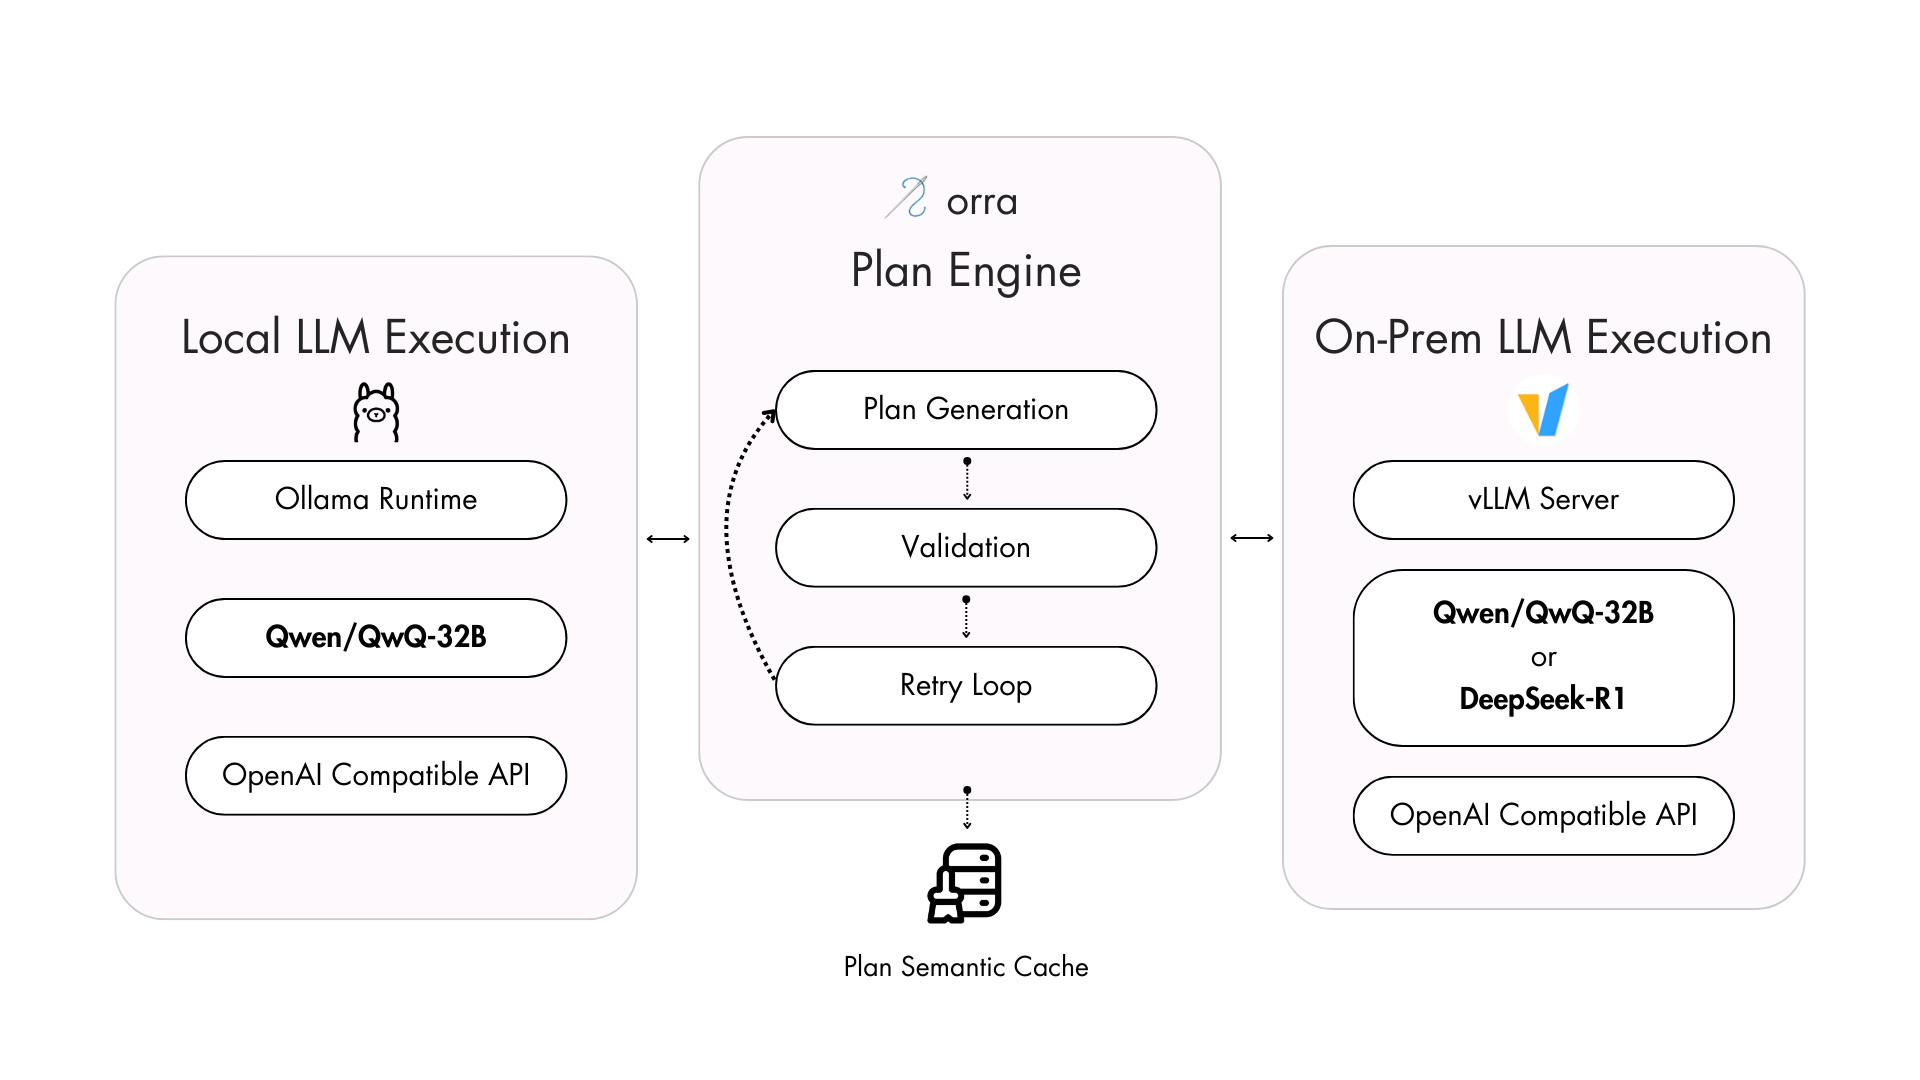 Local LLM Execution
Ollama Runtime
Qwen/QwQ-32B
OpenAI Compatible API
orra
Plan Engine
Plan Generation
Validation
Retry Loop
Plan Semantic Cache
On-Prem LLM Execution
vLLM Server
Qwen/QwQ-32B
or
DeepSeek-R1
OpenAI Compatible API